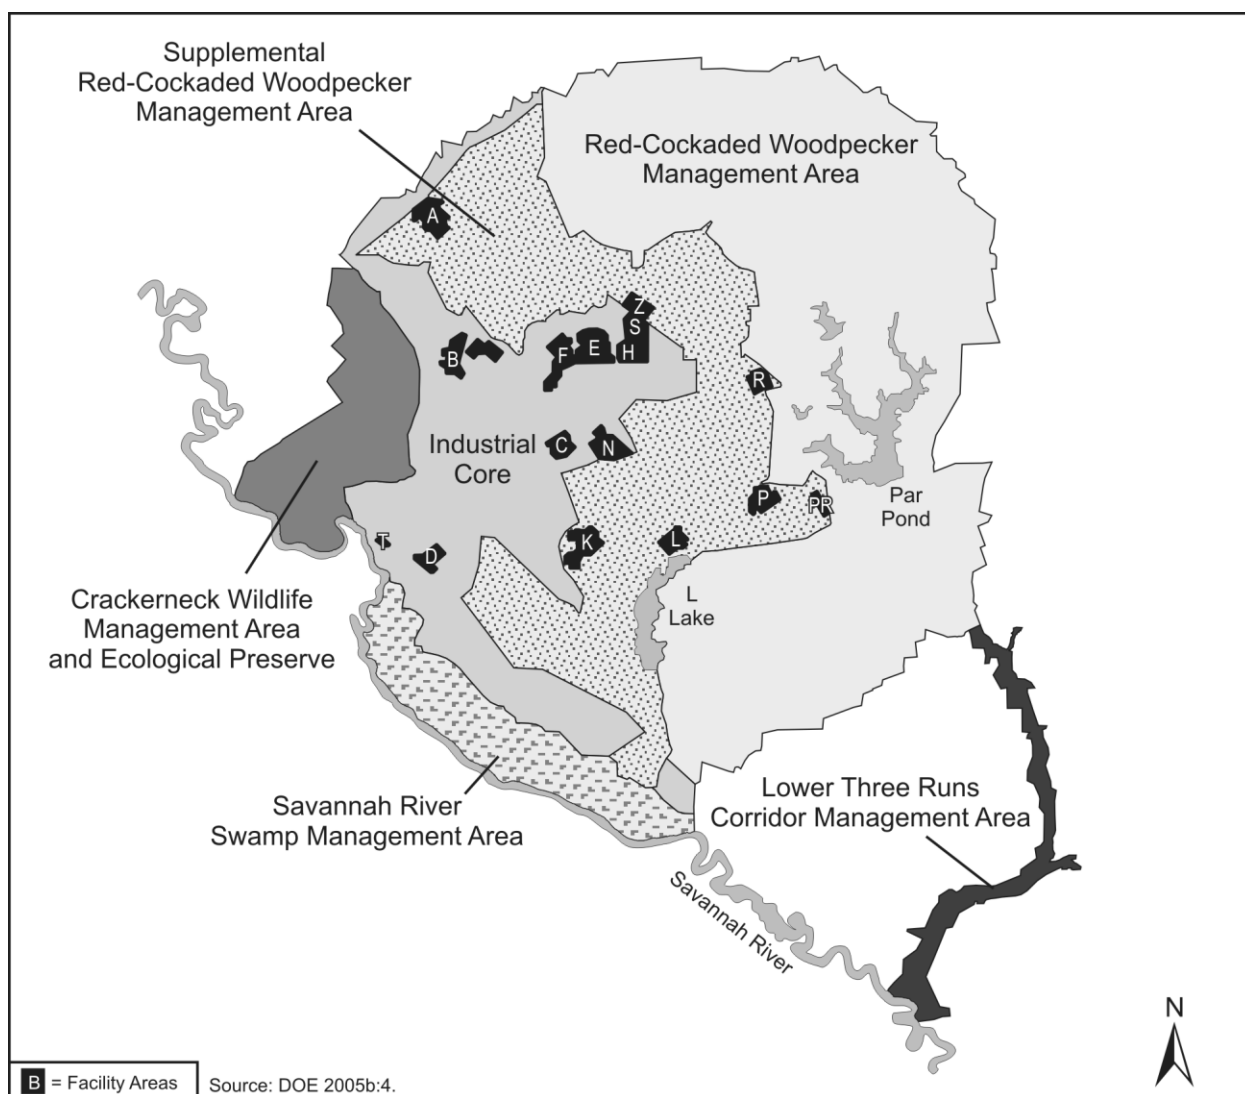 Supplemental
Red-Cockaded Woodpecker
Management Area
Red-Cockaded Woodpecker
Management Area
A
Z
S
B
F
E
H
R
Industrial
Core
C
N
P
PR
Par
Pond
T
D
K
L
L
Lake
Crackerneck Wildlife
Management Area
and Ecological Preserve
Savannah River
Swamp Management Area
Lower Three Runs
Corridor Management Area
Savannah River
N
B = Facility Areas
Source: DOE 2005b:4.